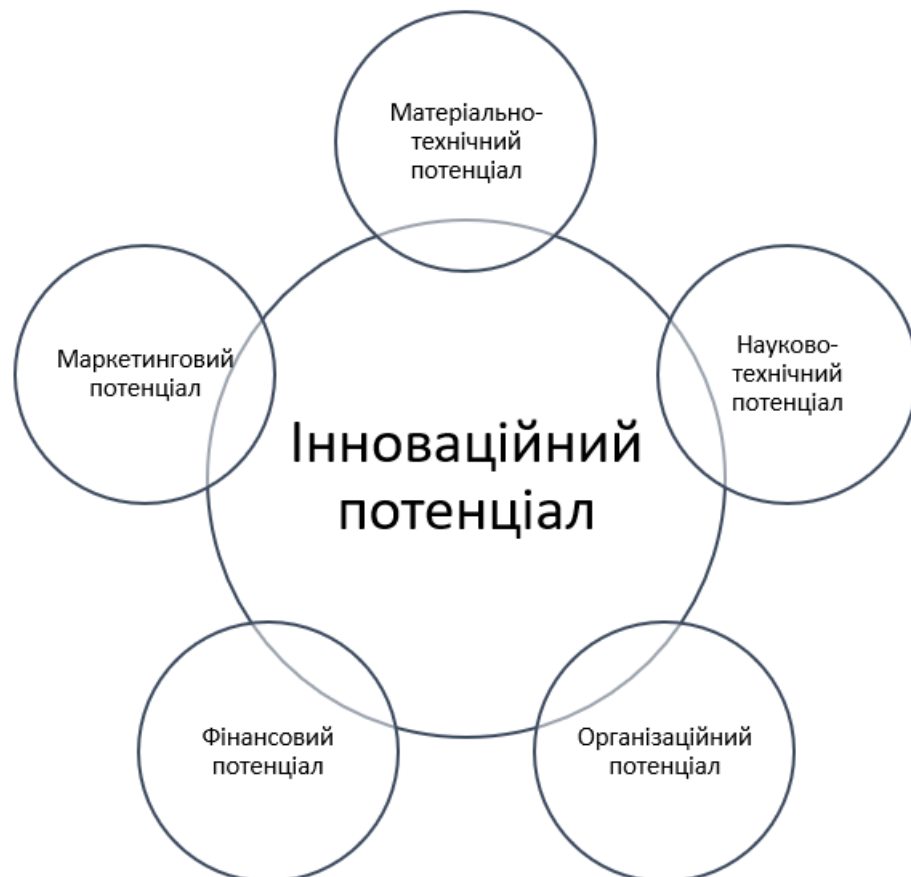 Матеріально-
технічний
потенціал
Маркетинговий
потенціал
Науково-
технічний
потенціал
Інноваційний
потенціал
Фінансовий
потенціал
Організаційний
потенціал